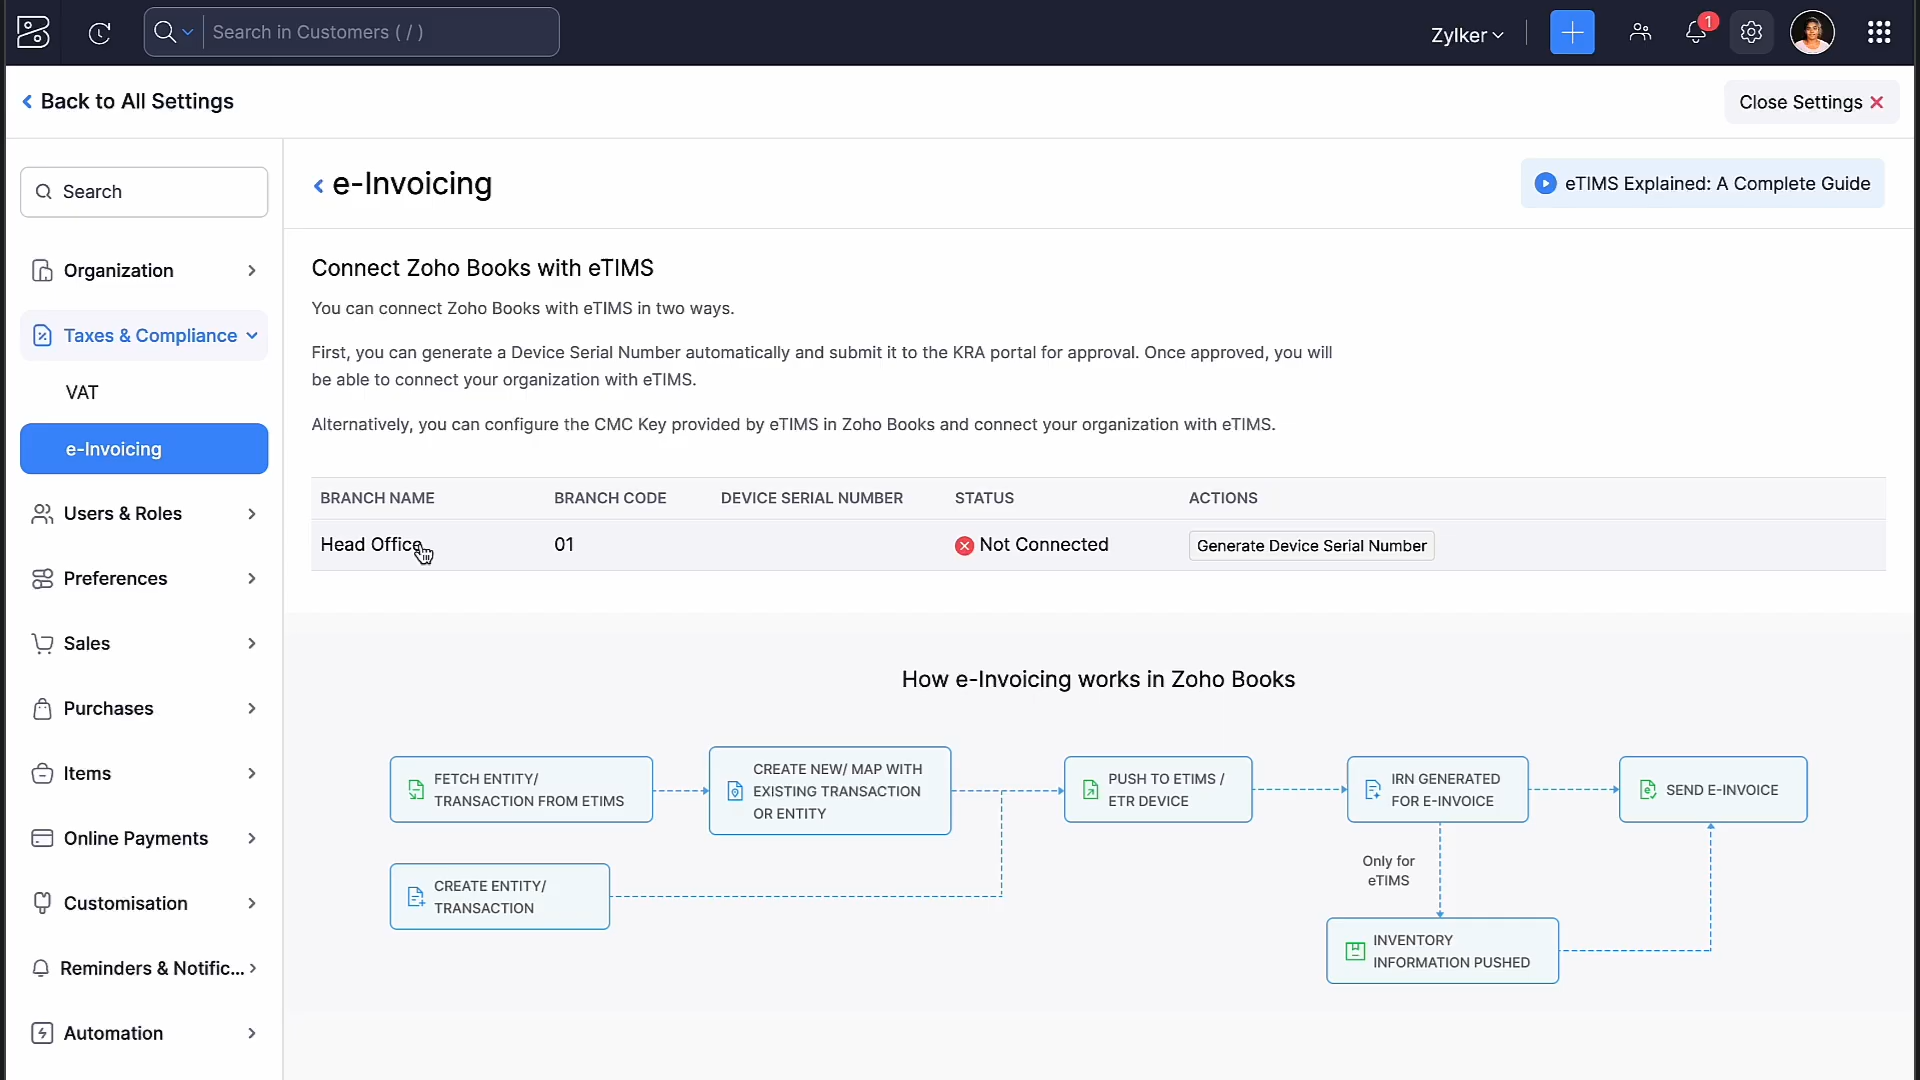 Search in Customers ( / )
Zylker
1
Back to All Settings
Close Settings
Search
Organization
Taxes & Compliance
VAT
e-Invoicing
Users & Roles
Preferences
Sales
Purchases
Items
Online Payments
Customisation
Reminders & Notific...
Automation
e-Invoicing
eTIMS Explained: A Complete Guide
Connect Zoho Books with eTIMS
You can connect Zoho Books with eTIMS in two ways.
First, you can generate a Device Serial Number automatically and submit it to the KRA portal for approval. Once approved, you will
be able to connect your organization with eTIMS.
Alternatively, you can configure the CMC Key provided by eTIMS in Zoho Books and connect your organization with eTIMS.
BRANCH NAME BRANCH CODE DEVICE SERIAL NUMBER STATUS ACTIONS
Head Office 01 Not Connected Generate Device Serial Number
How e-Invoicing works in Zoho Books
FETCH ENTITY/
TRANSACTION FROM ETIMS
CREATE NEW/ MAP WITH
EXISTING TRANSACTION
OR ENTITY
PUSH TO ETIMS /
ETR DEVICE
IRN GENERATED
FOR E-INVOICE
SEND E-INVOICE
CREATE ENTITY/
TRANSACTION
Only for
eTIMS
INVENTORY
INFORMATION PUSHED